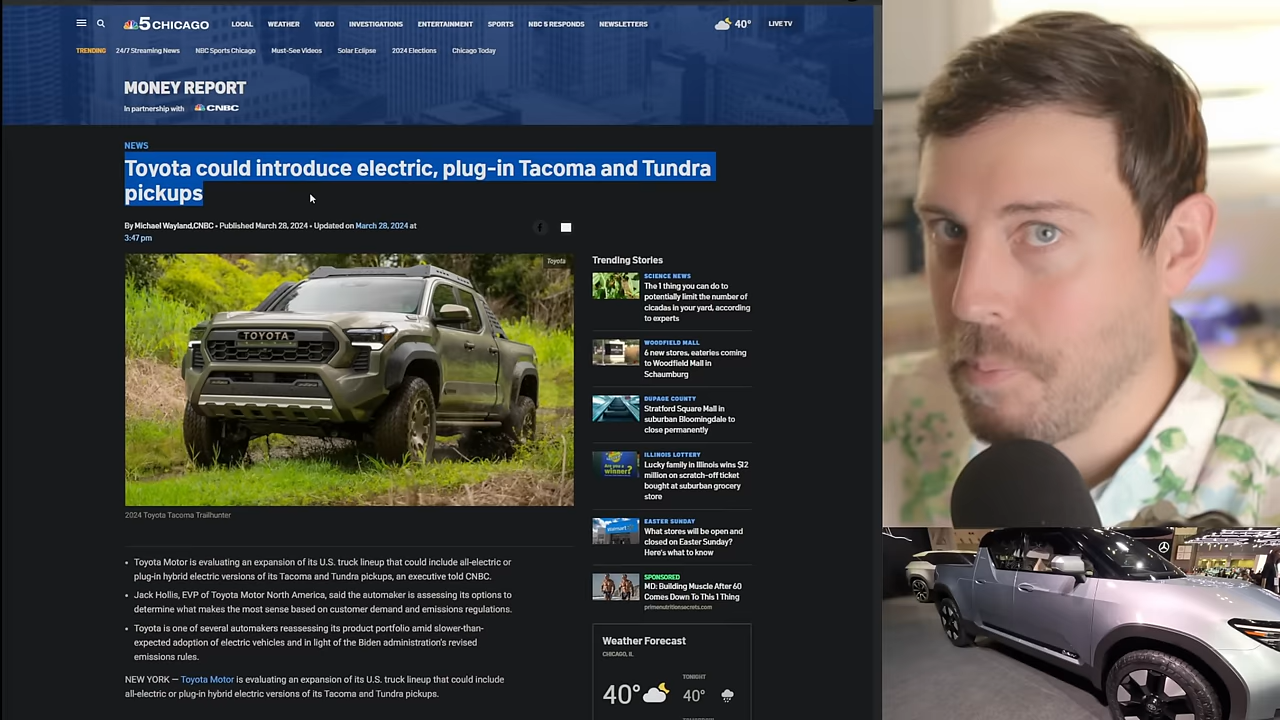 5 CHICAGO
LOCAL
WEATHER
VIDEO
INVESTIGATIONS
ENTERTAINMENT
SPORTS
NBC 5 RESPONDS
NEWSLETTERS
40°
LIVE TV
TRENDING
24/7 Streaming News
NBC Sports Chicago
Must-See Videos
Solar Eclipse
2024 Elections
Chicago Today
MONEY REPORT
In partnership with
CNBC
NEWS
Toyota could introduce electric, plug-in Tacoma and Tundra
pickups
By Michael Wayland,CNBC • Published March 28, 2024 • Updated on March 28, 2024 at
3:47 pm
Toyota
TOYOTA
2024 Toyota Tacoma Trailhunter
• Toyota Motor is evaluating an expansion of its U.S. truck lineup that could include all-electric or
plug-in hybrid electric versions of its Tacoma and Tundra pickups, an executive told CNBC.
• Jack Hollis, EVP of Toyota Motor North America, said the automaker is assessing its options to
determine what makes the most sense based on customer demand and emissions regulations.
• Toyota is one of several automakers reassessing its product portfolio amid slower-than-
expected adoption of electric vehicles and in light of the Biden administration's revised
emissions rules.
NEW YORK — Toyota Motor is evaluating an expansion of its U.S. truck lineup that could include
all-electric or plug-in hybrid electric versions of its Tacoma and Tundra pickups.
Trending Stories
SCIENCE NEWS
The 1 thing you can do to
potentially limit the number of
cicadas in your yard, according
to experts
WOODFIELD MALL
6 new stores, eateries coming
to Woodfield Mall in
Schaumburg
DUPAGE COUNTY
Stratford Square Mall in
suburban Bloomingdale to
close permanently
ILLINOIS LOTTERY
Lucky family in Illinois wins $12
million on scratch-off ticket
bought at suburban grocery
store
Are you a
winner?
EASTER SUNDAY
What stores will be open and
closed on Easter Sunday?
Here's what to know
Walmart
SPONSORED
MD: Building Muscle After 60
Comes Down To This 1 Thing
primenutritionsecrets.com
Weather Forecast
CHICAGO, IL
40°
TONIGHT
40°